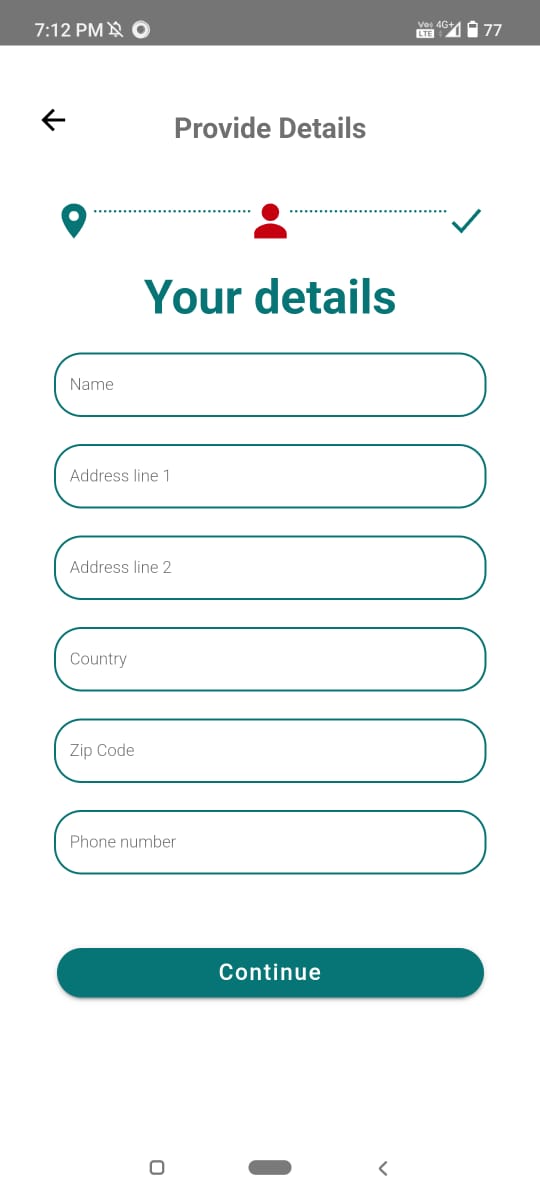 7:12 PM
Vo) 4G+
LTE
77
Provide Details
Your details
Name
Address line 1
Address line 2
Country
Zip Code
Phone number
Continue